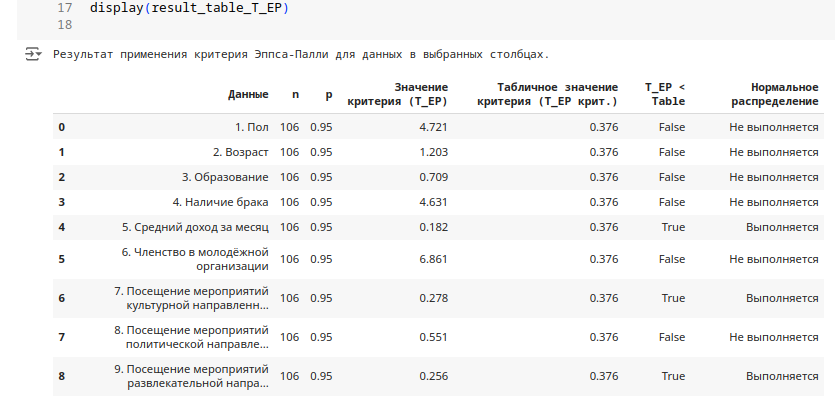 17 display(result_table_T_EP)
18
Результат применения критерия Эппса-Палли для данных в выбранных столбцах.
Данные n p Значение критерия (T_EP) Табличное значение критерия (T_EP крит.) T_EP < Table Нормальное распределение
0 1. Пол 106 0.95 4.721 0.376 False Не выполняется
1 2. Возраст 106 0.95 1.203 0.376 False Не выполняется
2 3. Образование 106 0.95 0.709 0.376 False Не выполняется
3 4. Наличие брака 106 0.95 4.631 0.376 False Не выполняется
4 5. Средний доход за месяц 106 0.95 0.182 0.376 True Выполняется
5 6. Членство в молодёжной организации 106 0.95 6.861 0.376 False Не выполняется
6 7. Посещение мероприятий культурной направленн... 106 0.95 0.278 0.376 True Выполняется
7 8. Посещение мероприятий политической направле... 106 0.95 0.551 0.376 False Не выполняется
8 9. Посещение мероприятий развлекательной напра... 106 0.95 0.256 0.376 True Выполняется